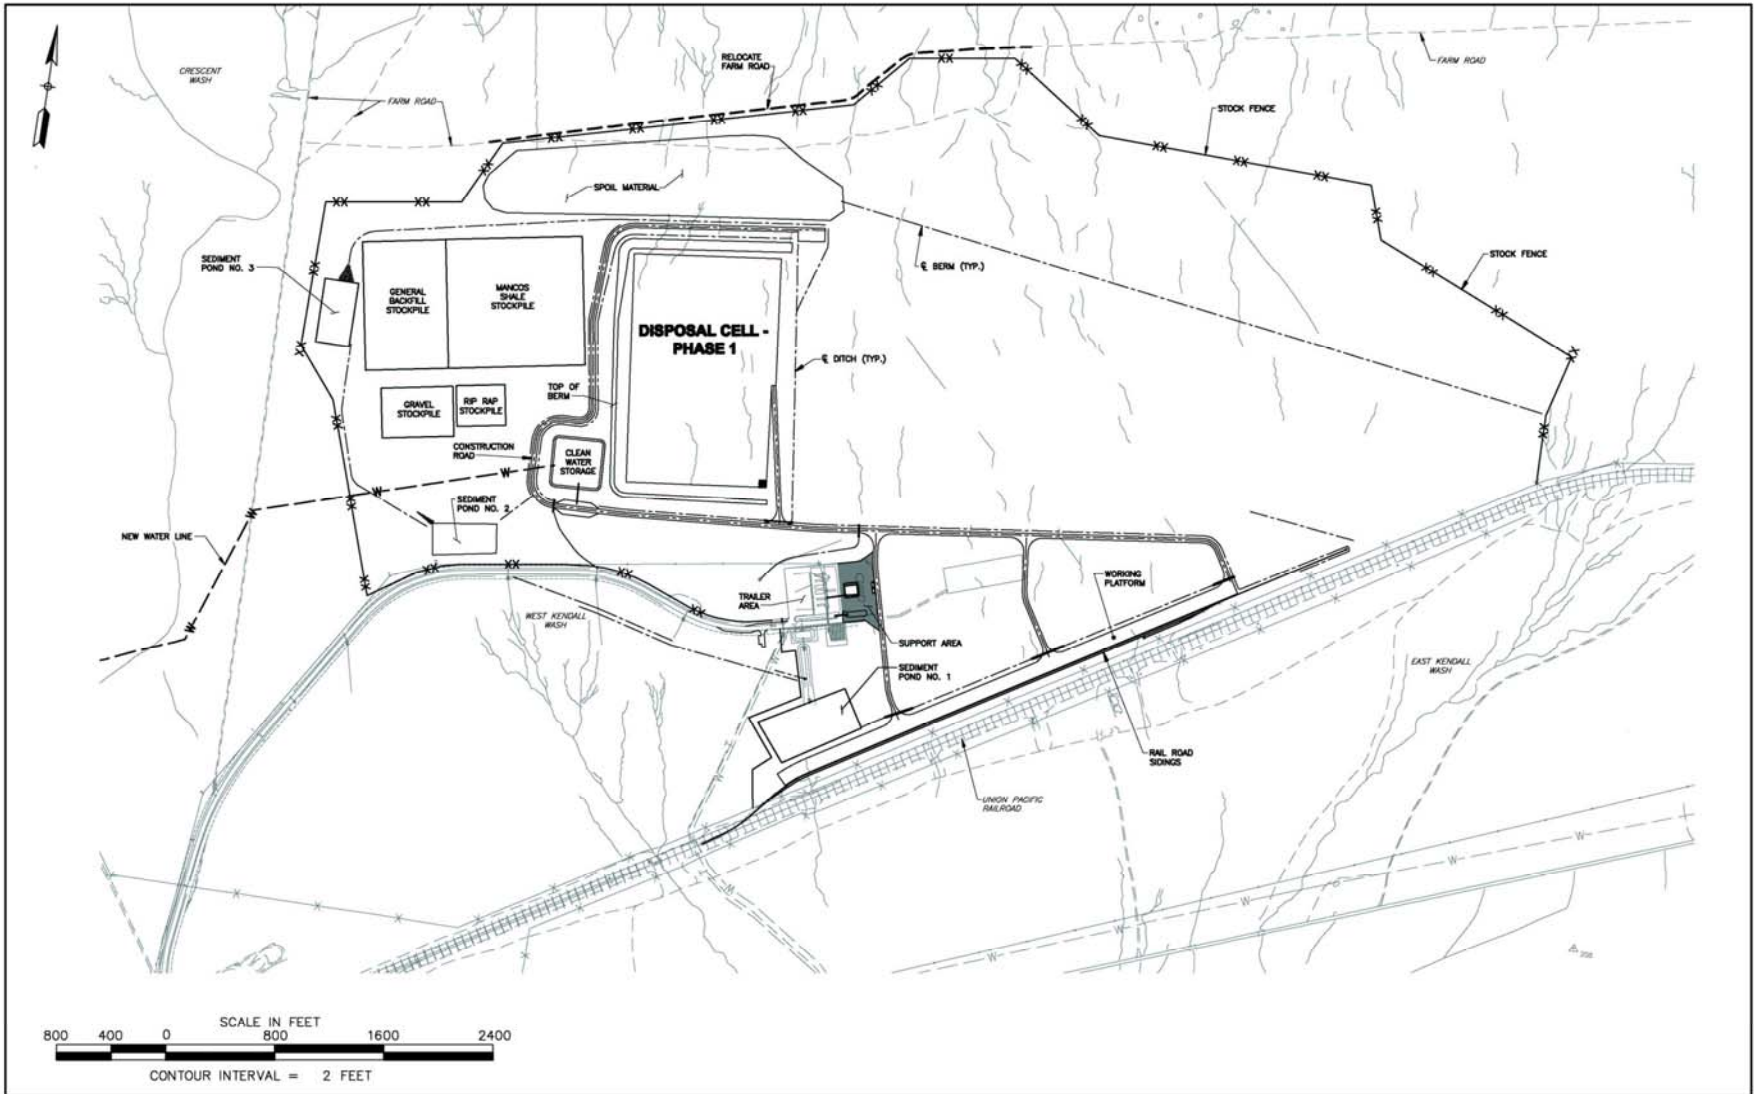 CRESCENT
WASH
FARM ROAD
RELOCATE
FARM ROAD
FARM ROAD
STOCK FENCE
SPOIL MATERIAL
SEDIMENT
POND NO. 3
GENERAL
BACKFILL
STOCKPILE
MANCOS
SHALE
STOCKPILE
℄ BERM (TYP.)
STOCK FENCE
DISPOSAL CELL -
PHASE 1
℄ DITCH (TYP.)
TOP OF
BERM
GRAVEL
STOCKPILE
RIP RAP
STOCKPILE
CONSTRUCTION
ROAD
CLEAN
WATER
STORAGE
W
W
W
W
W
SEDIMENT
POND NO. 2
NEW WATER LINE
WORKING
PLATFORM
TRAILER
AREA
WEST KENDALL
WASH
SUPPORT AREA
SEDIMENT
POND NO. 1
EAST KENDALL
WASH
RAIL ROAD
SIDINGS
UNION PACIFIC
RAILROAD
W
W
W
W
W
SCALE IN FEET
800 400 0 800 1600 2400
CONTOUR INTERVAL = 2 FEET